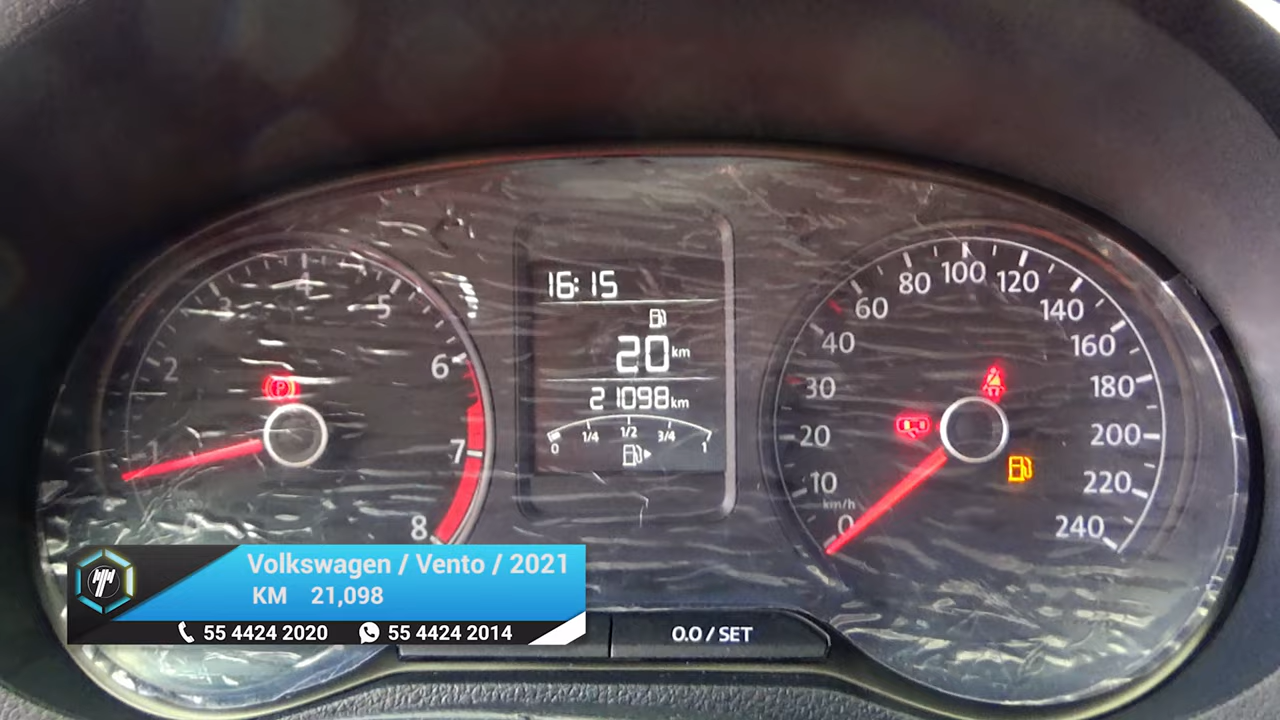 16:15
20 km
21098 km
0 1/4 1/2 3/4 1
1
2
3
4
5
6
7
8
P
0
10
20
30
40
60
80
100
120
140
160
180
200
220
240
km/h
Volkswagen / Vento / 2021
KM 21,098
55 4424 2020 55 4424 2014
0.0 / SET